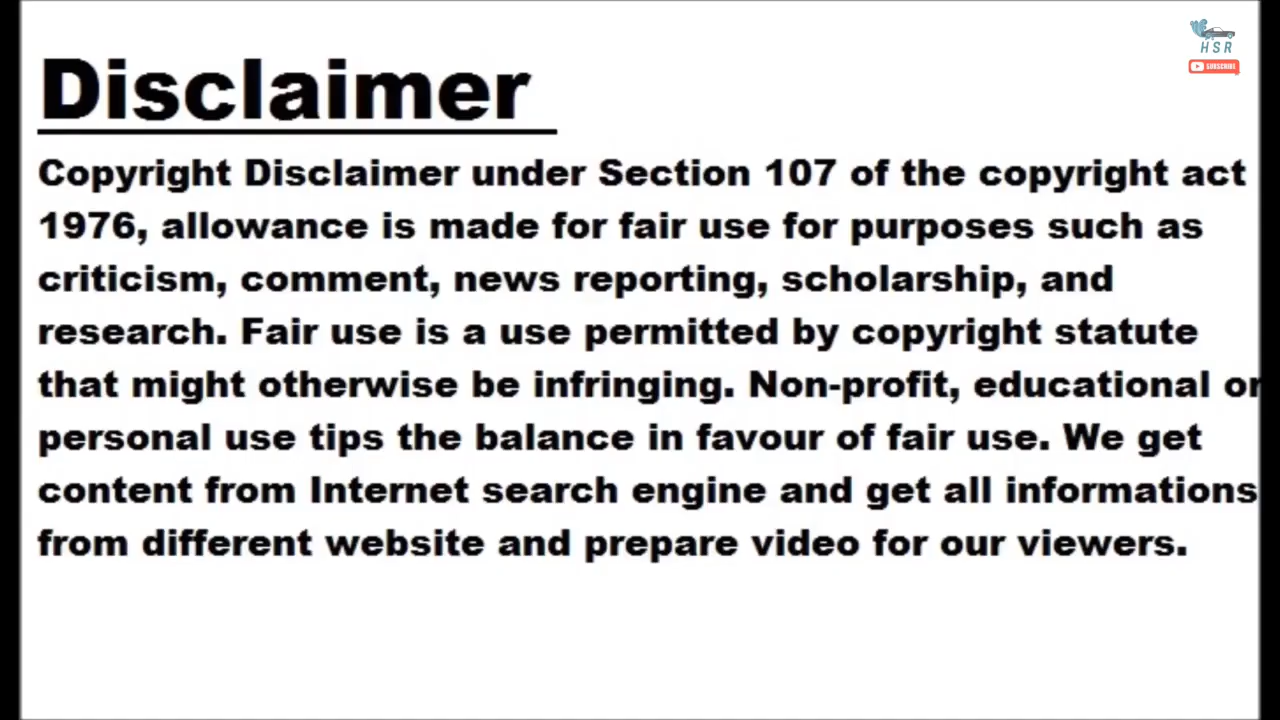 HSR
SUBSCRIBE
Disclaimer
Copyright Disclaimer under Section 107 of the copyright act
1976, allowance is made for fair use for purposes such as
criticism, comment, news reporting, scholarship, and
research. Fair use is a use permitted by copyright statute
that might otherwise be infringing. Non-profit, educational or
personal use tips the balance in favour of fair use. We get
content from Internet search engine and get all informations
from different website and prepare video for our viewers.